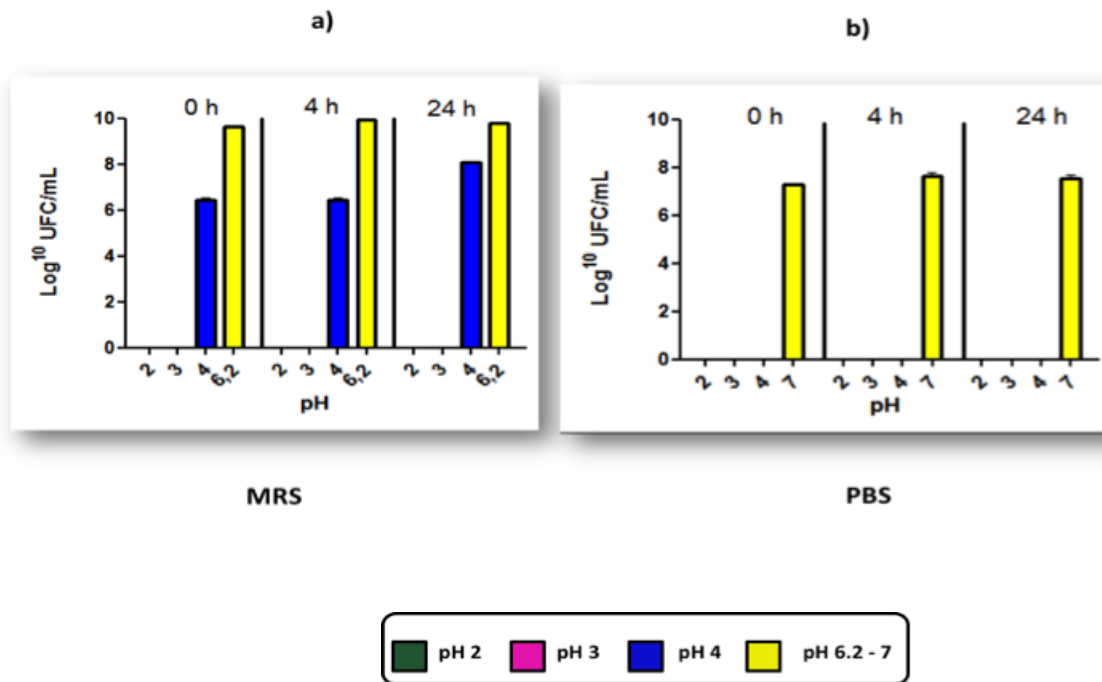 a)
0 h 4 h 24 h
10
8
6
4
2
0
Log10 UFC/mL
2 3 4 6,2 2 3 4 6,2 2 3 4 6,2
pH
MRS
b)
0 h 4 h 24 h
10
8
6
4
2
0
Log10 UFC/mL
2 3 4 7 2 3 4 7 2 3 4 7
pH
PBS
pH 2 pH 3 pH 4 pH 6.2 - 7